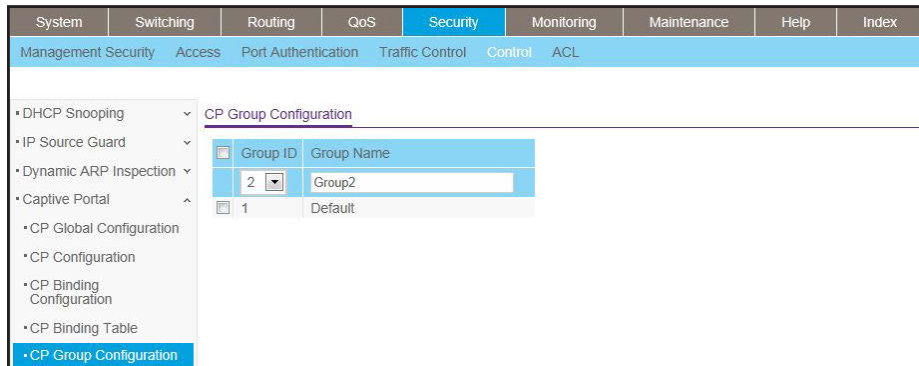 System Switching Routing QoS Security Monitoring Maintenance Help Index
Management Security Access Port Authentication Traffic Control Control ACL
DHCP Snooping
IP Source Guard
Dynamic ARP Inspection
Captive Portal
CP Global Configuration
CP Configuration
CP Binding
Configuration
CP Binding Table
CP Group Configuration
CP Group Configuration
Group ID Group Name
2 Group2
1 Default